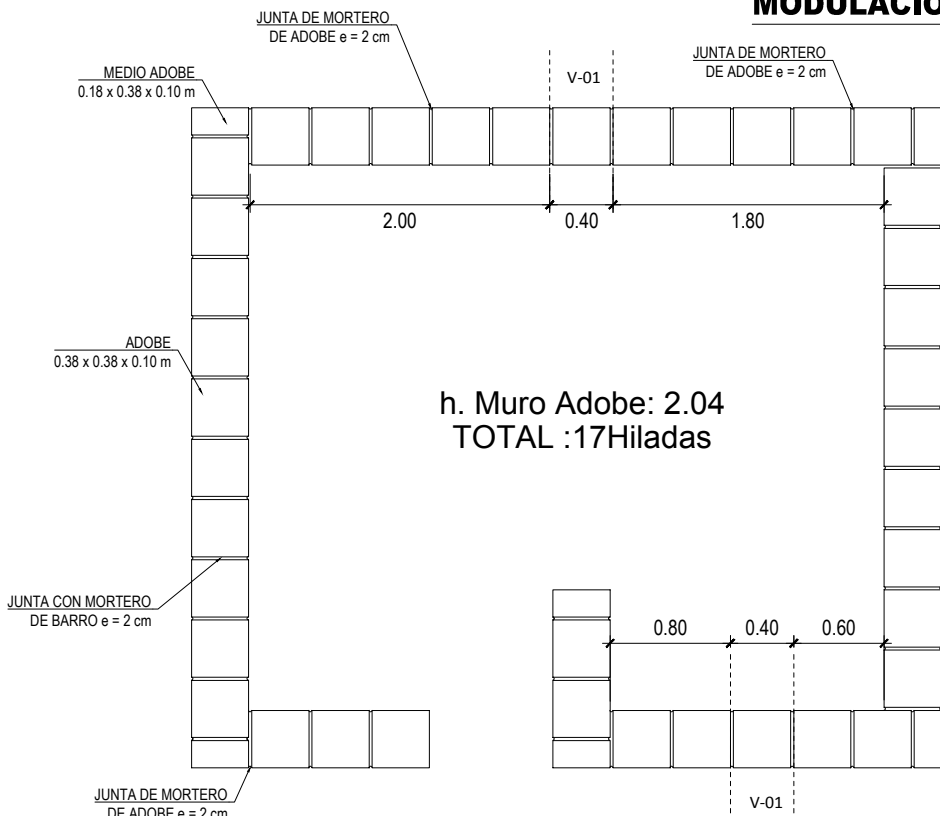 MODULACIO
JUNTA DE MORTERO
DE ADOBE e = 2 cm
V-01
JUNTA DE MORTERO
DE ADOBE e = 2 cm
MEDIO ADOBE
0.18 x 0.38 x 0.10 m
2.00
0.40
1.80
ADOBE
0.38 x 0.38 x 0.10 m
h. Muro Adobe: 2.04
TOTAL :17Hiladas
JUNTA CON MORTERO
DE BARRO e = 2 cm
0.80
0.40
0.60
JUNTA DE MORTERO
DE ADOBE e = 2 cm
V-01